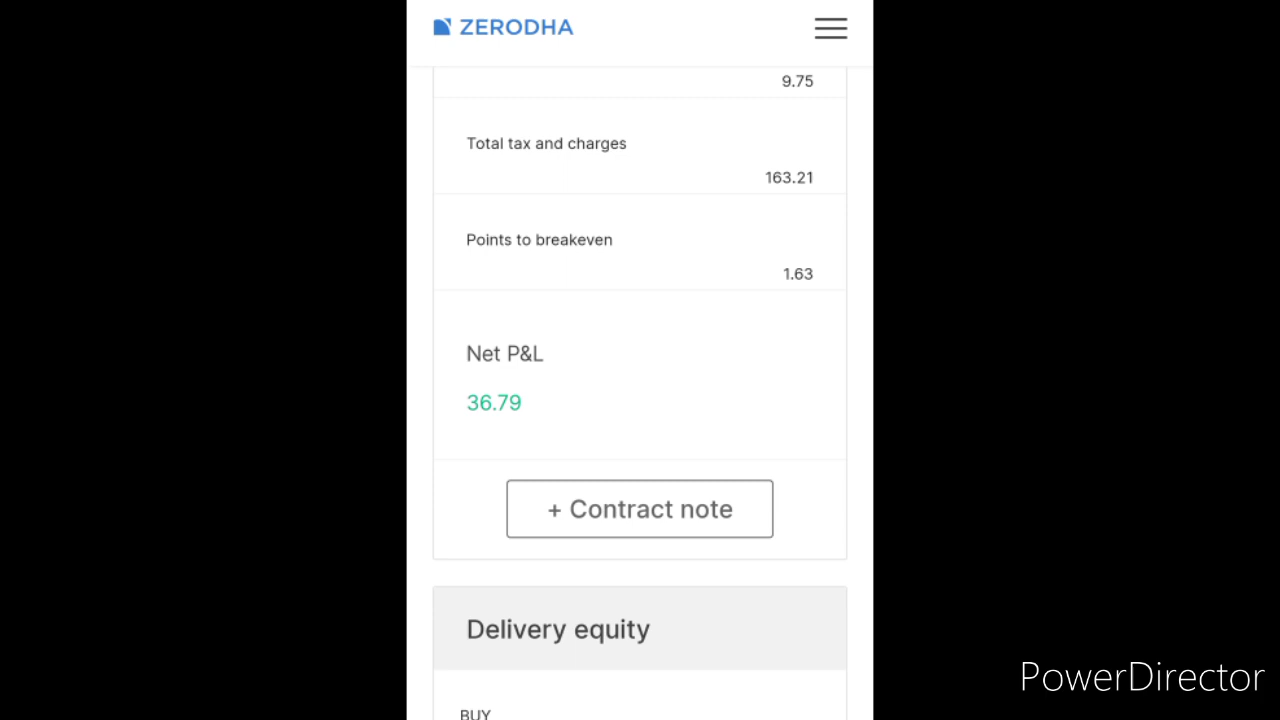 ZERODHA
9.75
Total tax and charges
163.21
Points to breakeven
1.63
Net P&L
36.79
+ Contract note
Delivery equity
BUY
PowerDirector